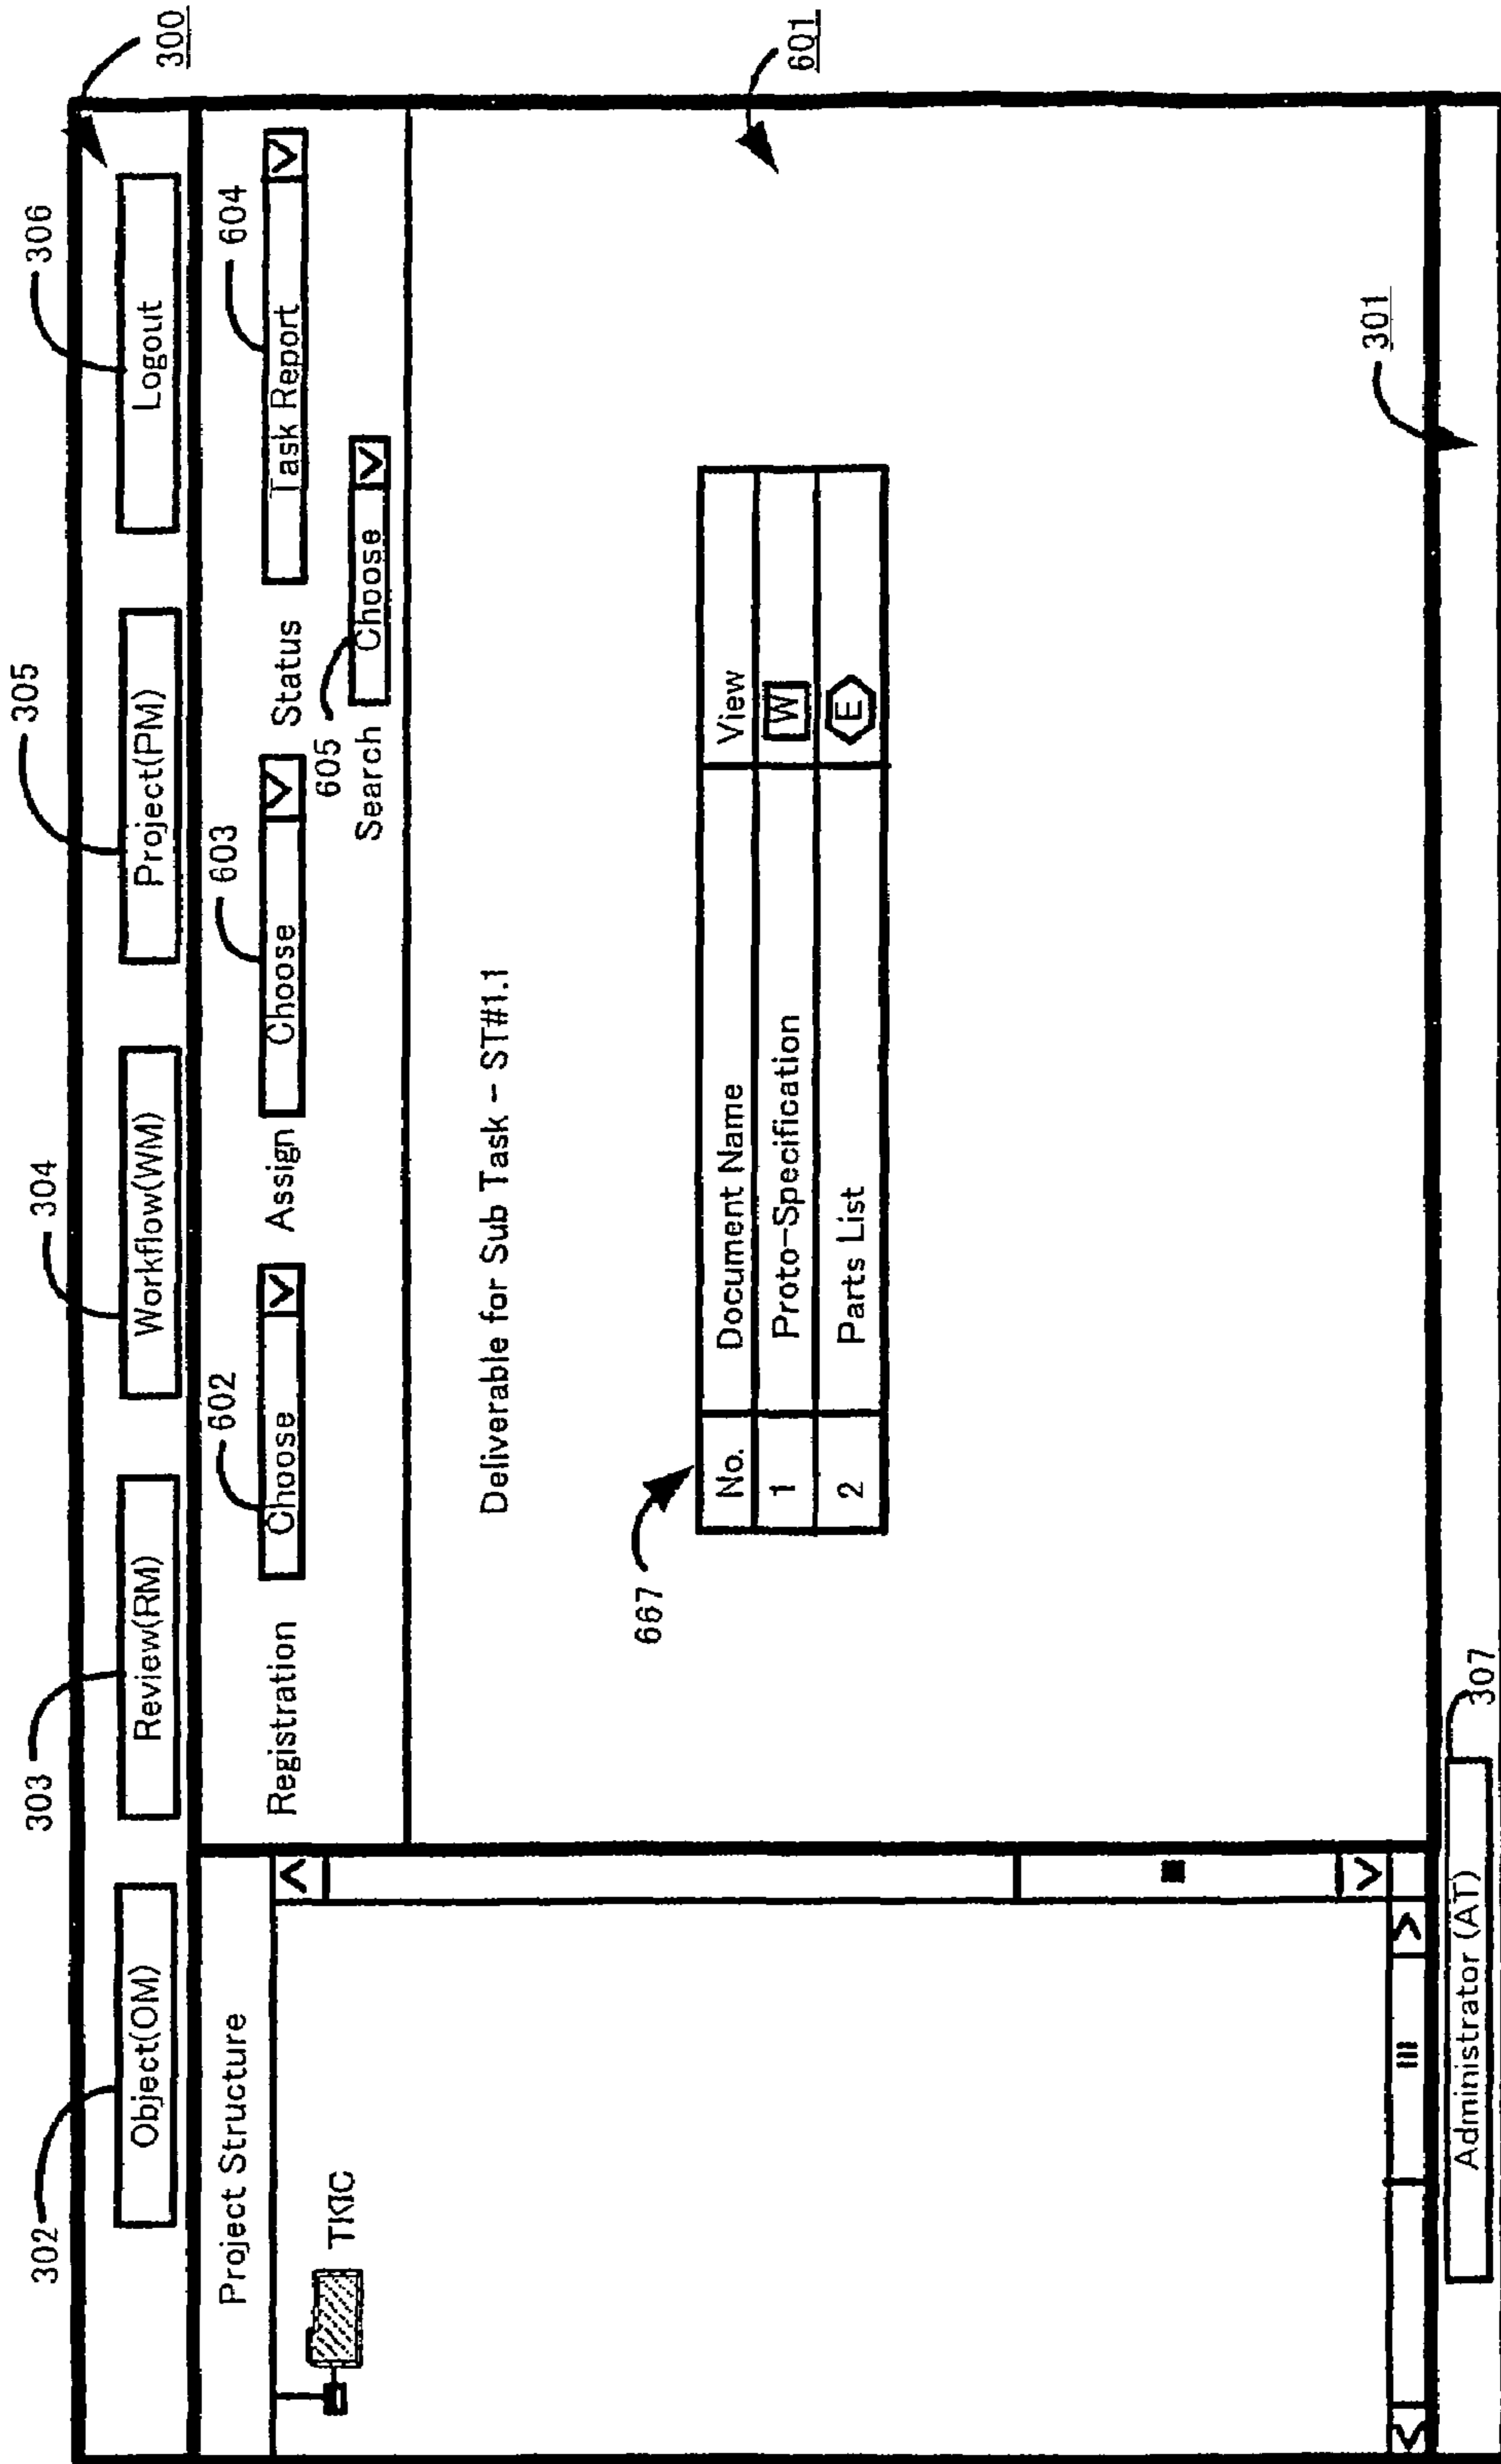 300
302 303 304 305 306
Object(OM) Review(RM) Workflow(WM) Project(PM) Logout
Project Structure
TKIC
602 603 604
Registration Choose Assign Choose Status Task Report
605
Search Choose
Deliverable for Sub Task - ST#1.1
601
667
No. Document Name View
1 Proto-Specification W
2 Parts List E
301
Administrator (AT)
307